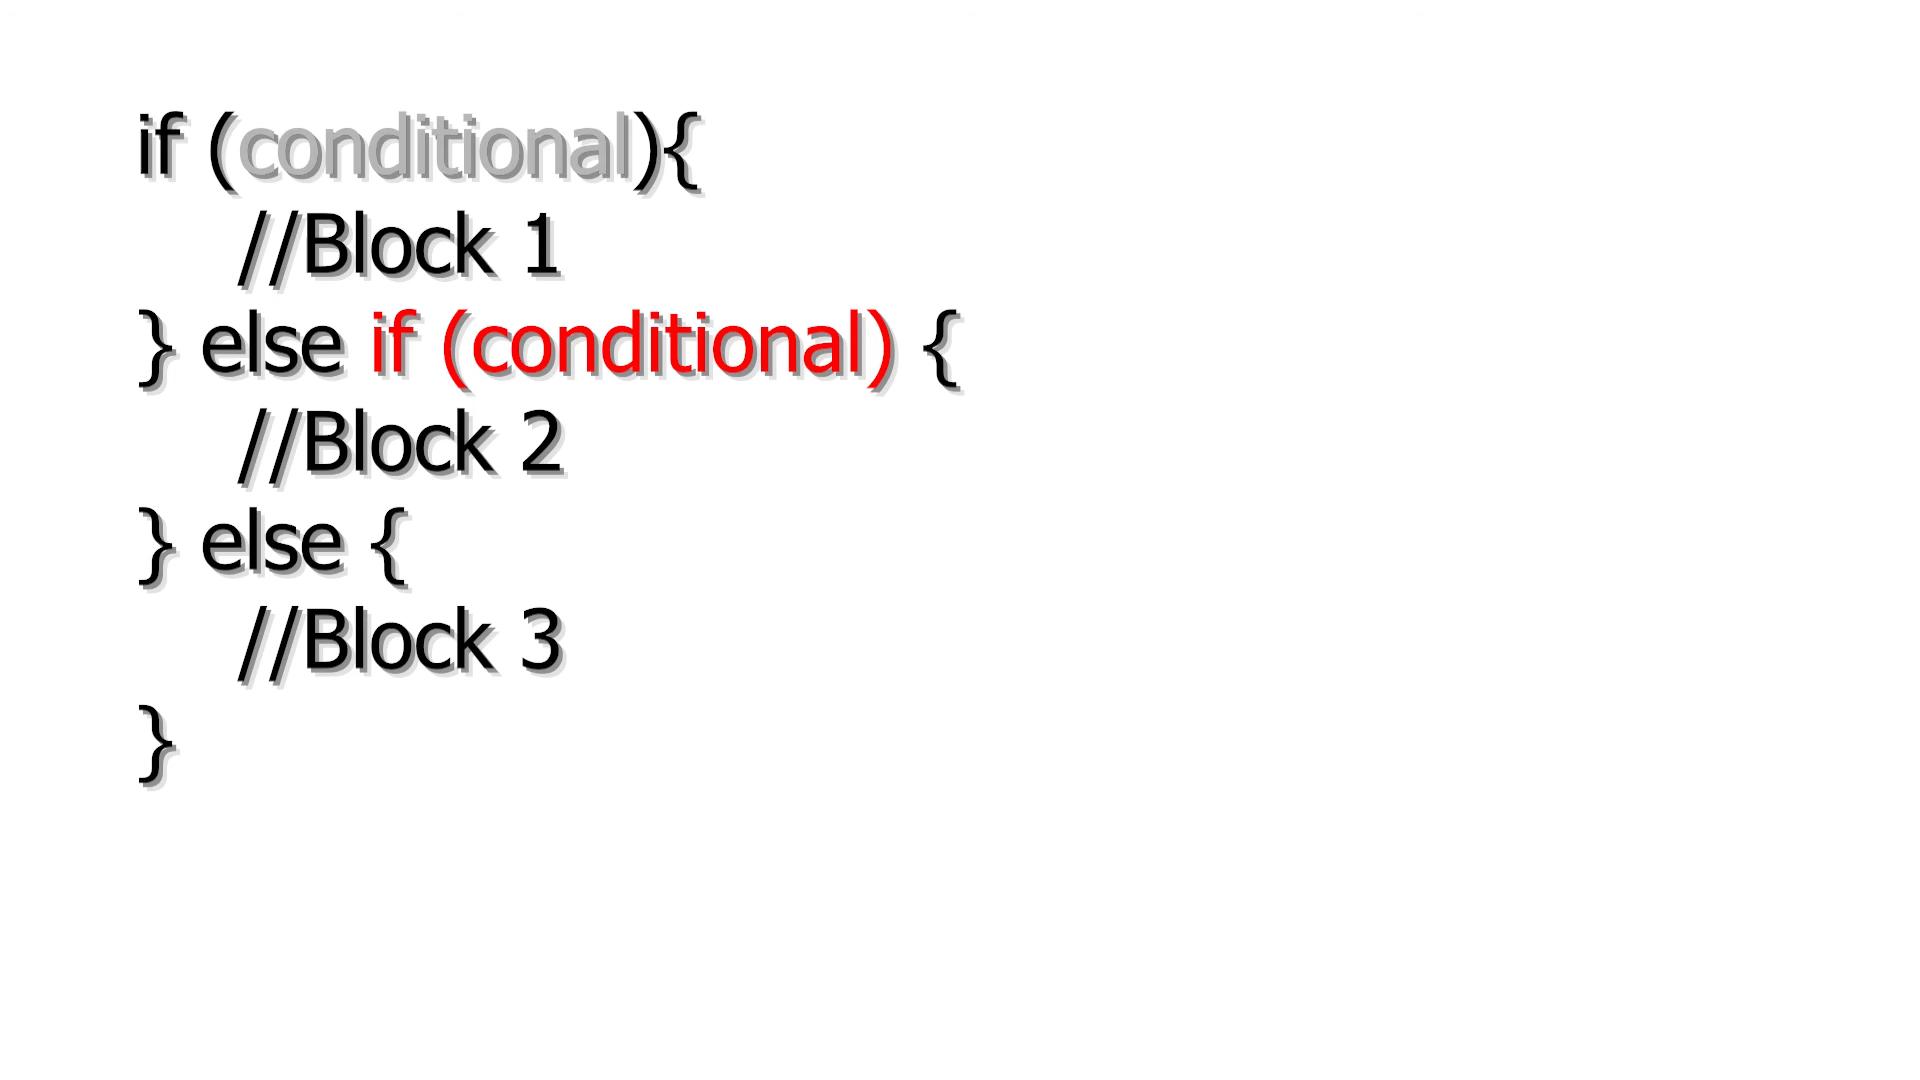 if (conditional){
//Block 1
} else if (conditional) {
//Block 2
} else {
//Block 3
}